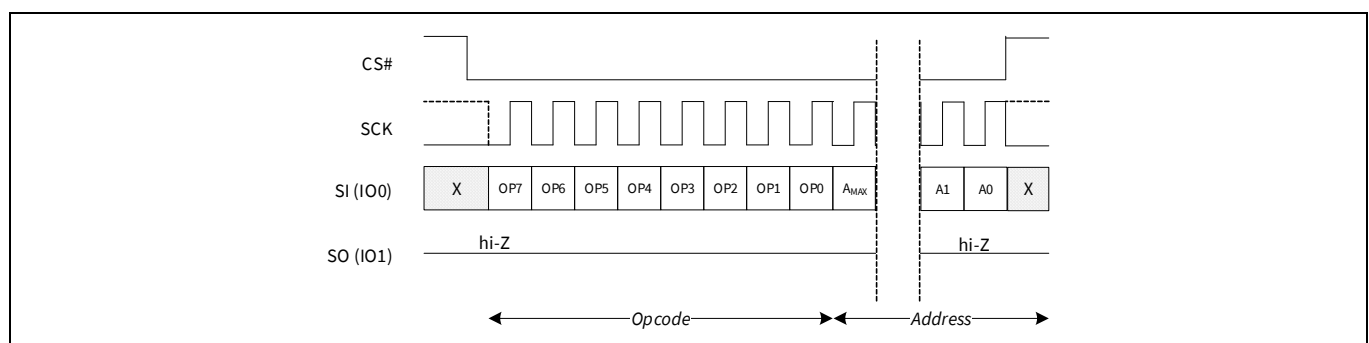 CS#
SCK
SI (IO0) X OP7 OP6 OP5 OP4 OP3 OP2 OP1 OP0 AMAX A1 A0 X
hi-Z hi-Z
SO (IO1)
Opcode Address